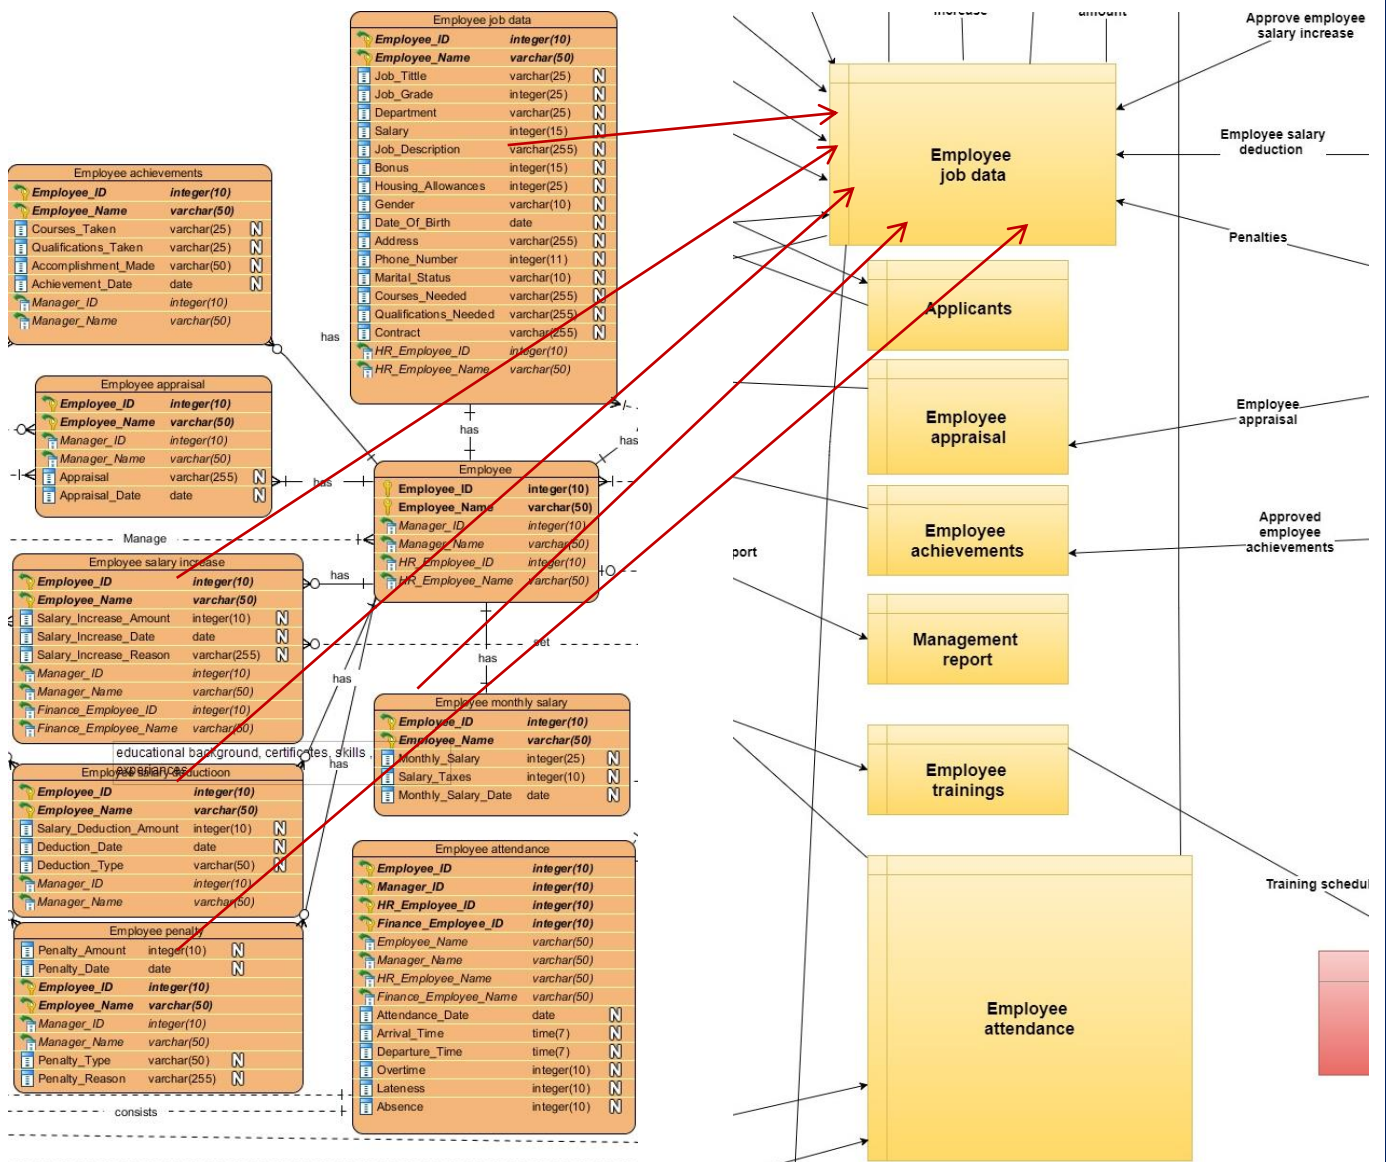 Employee job data
Employee_ID integer(10)
Employee_Name varchar(50)
Job_Tittle varchar(25) N
Job_Grade integer(25) N
Department varchar(25) N
Salary integer(15) N
Job_Description varchar(255) N
Bonus integer(15) N
Housing_Allowances integer(25) N
Gender varchar(10) N
Date_Of_Birth date N
Address varchar(255) N
Phone_Number integer(11) N
Marital_Status varchar(10) N
Courses_Needed varchar(255) N
Qualifications_Needed varchar(255) N
Contract varchar(255) N
HR_Employee_ID integer(10)
HR_Employee_Name varchar(50)
Employee achievements
Employee_ID integer(10)
Employee_Name varchar(50)
Courses_Taken varchar(25) N
Qualifications_Taken varchar(25) N
Accomplishment_Made varchar(50) N
Achievement_Date date N
Manager_ID integer(10)
Manager_Name varchar(50)
has
Employee appraisal
Employee_ID integer(10)
Employee_Name varchar(50)
Manager_ID integer(10)
Manager_Name varchar(50)
Appraisal varchar(255) N
Appraisal_Date date N
has
has
has
Employee
Employee_ID integer(10)
Employee_Name varchar(50)
Manager_ID integer(10)
Manager_Name varchar(50)
HR_Employee_ID integer(10)
HR_Employee_Name varchar(50)
Manage
Employee salary increase
Employee_ID integer(10)
Employee_Name varchar(50)
Salary_Increase_Amount integer(10) N
Salary_Increase_Date date N
Salary_Increase_Reason varchar(255) N
Manager_ID integer(10)
Manager_Name varchar(50)
Finance_Employee_ID integer(10)
Finance_Employee_Name varchar(50)
has
set
has
has
has
educational background, certificates, skills ,
experiances
Employee salary deductioon
Employee_ID integer(10)
Employee_Name varchar(50)
Salary_Deduction_Amount integer(10) N
Deduction_Date date N
Deduction_Type varchar(50) N
Manager_ID integer(10)
Manager_Name varchar(50)
Employee monthly salary
Employee_ID integer(10)
Employee_Name varchar(50)
Monthly_Salary integer(25) N
Salary_Taxes integer(10) N
Monthly_Salary_Date date N
Employee penalty
Penalty_Amount integer(10) N
Penalty_Date date N
Employee_ID integer(10)
Employee_Name varchar(50)
Manager_ID integer(10)
Manager_Name varchar(50)
Penalty_Type varchar(50) N
Penalty_Reason varchar(255) N
consists
Employee attendance
Employee_ID integer(10)
Manager_ID integer(10)
HR_Employee_ID integer(10)
Finance_Employee_ID integer(10)
Employee_Name varchar(50)
Manager_Name varchar(50)
HR_Employee_Name varchar(50)
Finance_Employee_Name varchar(50)
Attendance_Date date N
Arrival_Time time(7) N
Departure_Time time(7) N
Overtime integer(10) N
Lateness integer(10) N
Absence integer(10) N
increase
amount
Approve employee
salary increase
Employee salary
deduction
Penalties
Employee
job data
Applicants
Employee
appraisal
Employee
appraisal
Employee
achievements
Approved
employee
achievements
port
Management
report
Employee
trainings
Training schedul
Employee
attendance